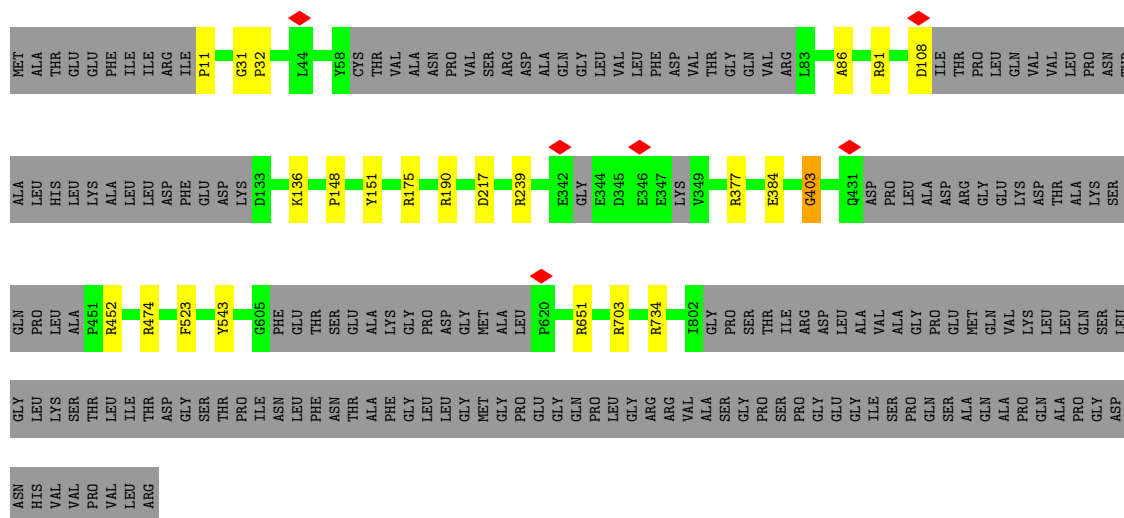 MET ALA THR GLU GLU PHE ILE ILE ARG ILE P11 G31 P32 L44 Y58 CYS THR VAL ALA ASN PRO VAL SER ARG ASP ALA GLN GLY LEU VAL LEU PHE ASP VAL THR GLY GLN VAL ARG L83 A86 R91 D108 ILE THR PRO LEU GLN VAL VAL LEU PRO ASN
ALA LEU HIS LEU LYS ALA LEU LEU ASP PHE GLU ASP LYS D133 K136 P148 Y151 R175 R190 D217 R239 E342 GLY E344 D345 E346 E347 LYS V349 R377 E384 G403 Q431 ASP PRO LEU ALA ASP ARG GLY GLU LYS ASP THR ALA LYS SER
GLN PRO LEU ALA P451 R452 R474 F523 Y543 G605 PHE GLU THR SER GLU ALA LYS GLY PRO ASP GLY MET ALA LEU P620 R651 R703 R734 I802 GLY PRO SER THR ILE ARG ASP LEU ALA VAL ALA GLY PRO GLU MET GLN VAL LYS LEU LEU GLN SER LEU
GLY LEU LYS SER THR LEU ILE THR ASP GLY SER THR PRO ILE ASN LEU PHE ASN THR ALA PHE GLY LEU LEU GLY MET GLY PRO GLU GLY GLN PRO LEU GLY ARG ARG VAL ALA SER GLY PRO SER PRO GLY GLU GLY ILE SER PRO GLN SER ALA GLN ALA PRO GLN ALA PRO GLY ASP
ASN HIS VAL VAL PRO VAL LEU ARG